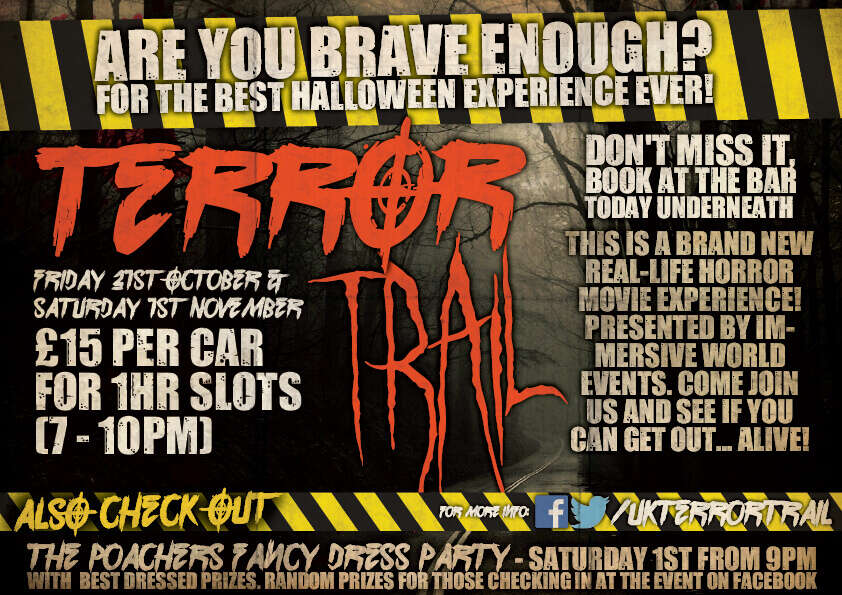 ARE YOU BRAVE ENOUGH?
FOR THE BEST HALLOWEEN EXPERIENCE EVER!
TERROR
TRAIL
FRIDAY 31ST OCTOBER &
SATURDAY 1ST NOVEMBER
£15 PER CAR
FOR 1HR SLOTS
(7 - 10PM)
DON'T MISS IT,
BOOK AT THE BAR
TODAY UNDERNEATH
THIS IS A BRAND NEW
REAL-LIFE HORROR
MOVIE EXPERIENCE!
PRESENTED BY IM-
MERSIVE WORLD
EVENTS. COME JOIN
US AND SEE IF YOU
CAN GET OUT... ALIVE!
ALSO CHECK OUT
FOR MORE INFO: f /UKTERRORTRAIL
THE POACHERS FANCY DRESS PARTY - SATURDAY 1ST FROM 9PM
WITH BEST DRESSED PRIZES. RANDOM PRIZES FOR THOSE CHECKING IN AT THE EVENT ON FACEBOOK